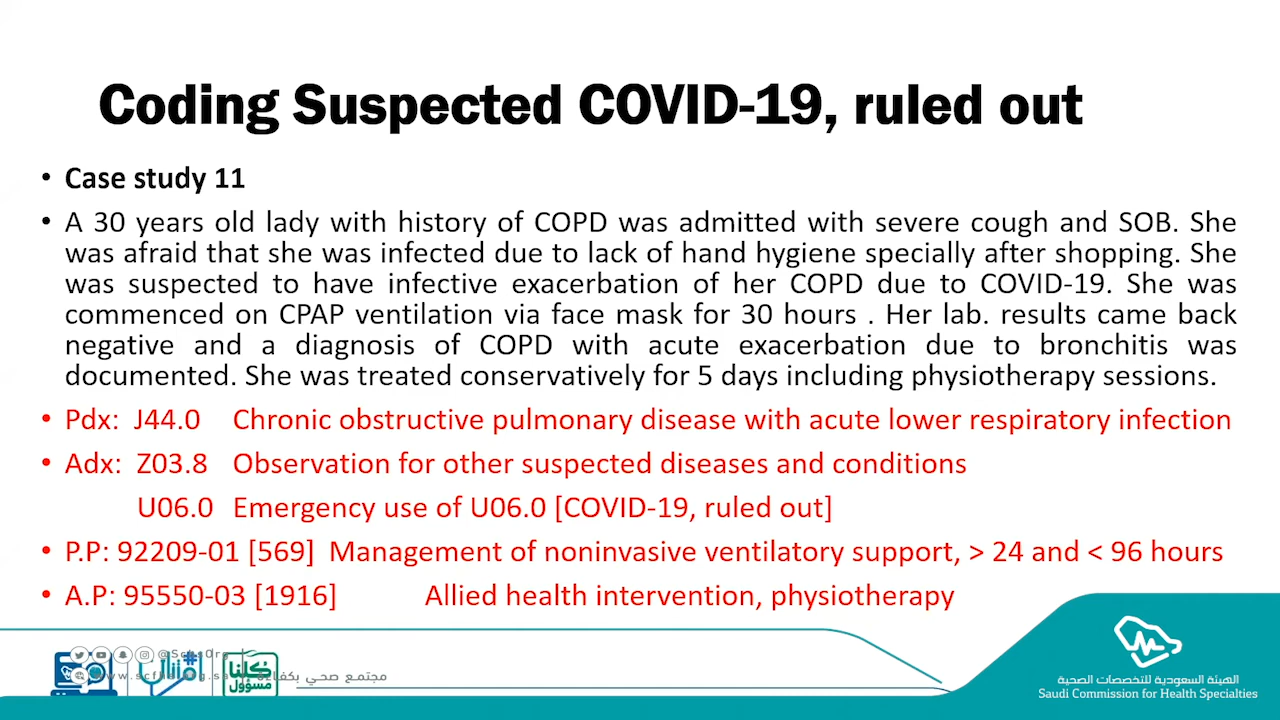 Coding Suspected COVID-19, ruled out
• Case study 11
• A 30 years old lady with history of COPD was admitted with severe cough and SOB. She
was afraid that she was infected due to lack of hand hygiene specially after shopping. She
was suspected to have infective exacerbation of her COPD due to COVID-19. She was
commenced on CPAP ventilation via face mask for 30 hours . Her lab. results came back
negative and a diagnosis of COPD with acute exacerbation due to bronchitis was
documented. She was treated conservatively for 5 days including physiotherapy sessions.
• Pdx: J44.0 Chronic obstructive pulmonary disease with acute lower respiratory infection
• Adx: Z03.8 Observation for other suspected diseases and conditions
U06.0 Emergency use of U06.0 [COVID-19, ruled out]
• P.P: 92209-01 [569] Management of noninvasive ventilatory support, > 24 and < 96 hours
• A.P: 95550-03 [1916] Allied health intervention, physiotherapy
كلنا
مسؤول
مجتمع صحي بكفاءة
الهيئة السعودية للتخصصات الصحية
Saudi Commission for Health Specialties